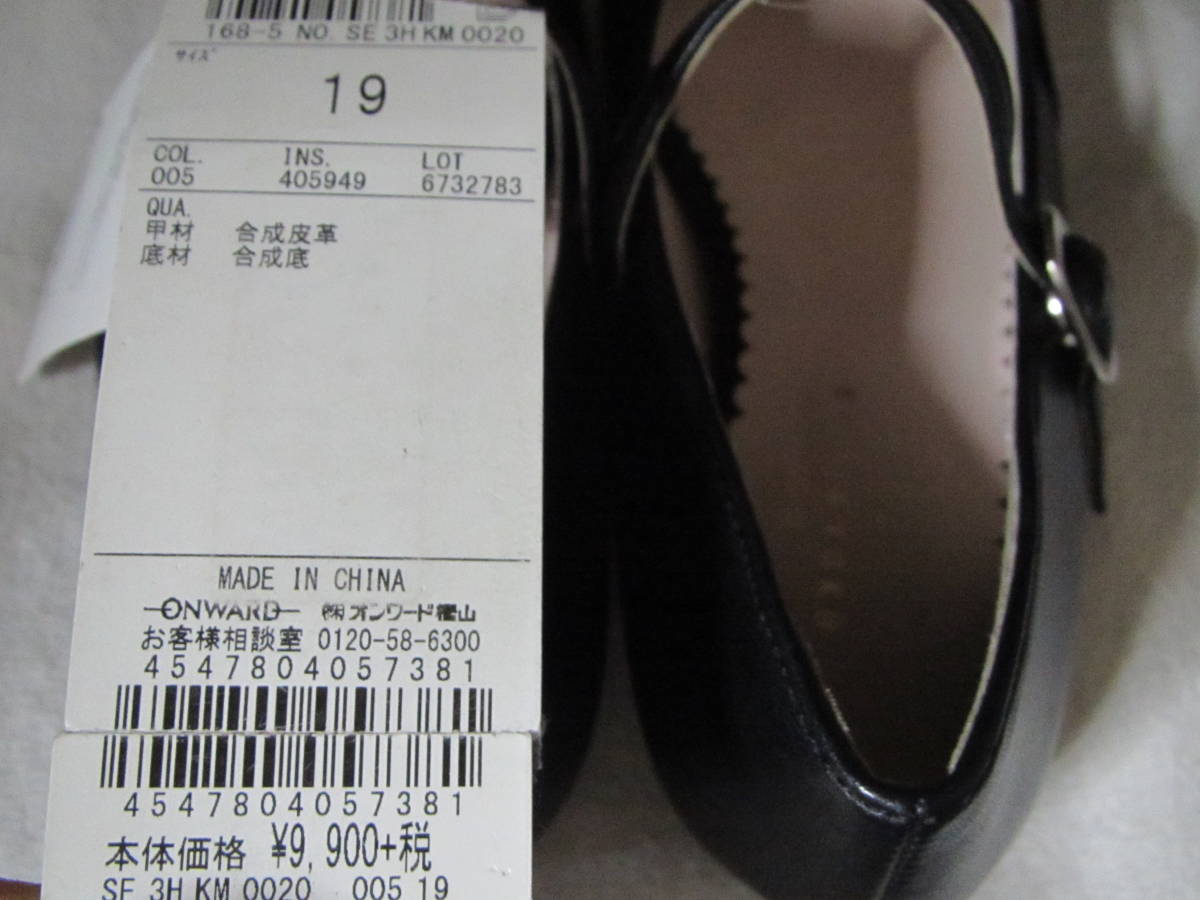 168-5 NO. SE 3H KM 0020
サイズ
19
COL. INS. LOT
005 405949 6732783
QUA.
甲材 合成皮革
底材 合成底
MADE IN CHINA
ONWARD ㈱オンワード樫山
お客様相談室 0120-58-6300
4547804057381
4547804057381
本体価格 ¥9,900+税
SE 3H KM 0020 005 19